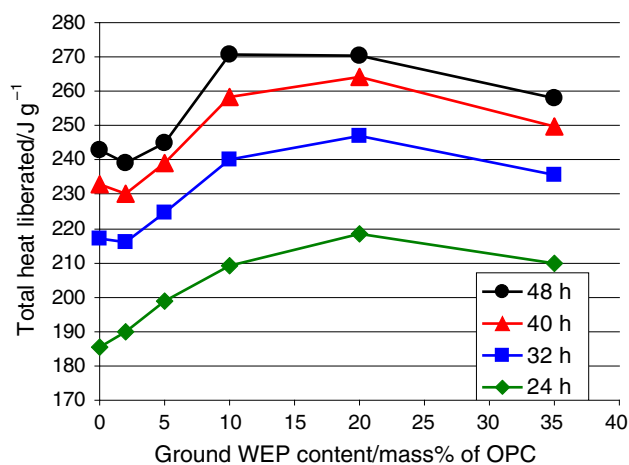 280
270
260
250
240
230
220
210
200
190
180
170
Total heat liberated/J g⁻¹
48 h
40 h
32 h
24 h
0 5 10 15 20 25 30 35 40
Ground WEP content/mass% of OPC